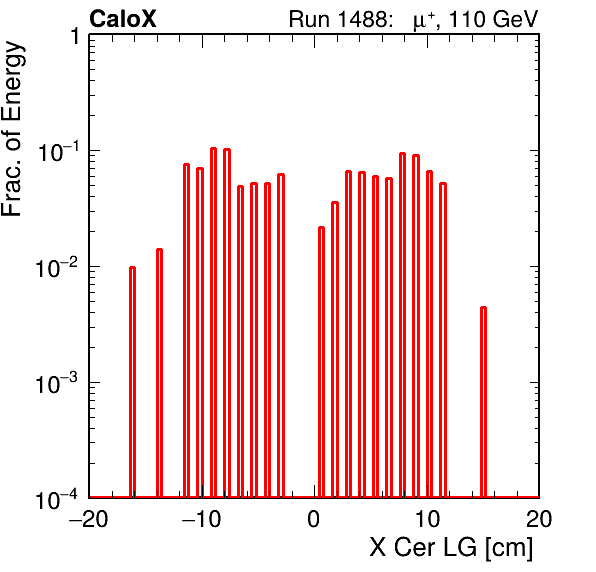 CaloX Run 1488: μ⁺, 110 GeV
Frac. of Energy
1
10⁻¹
10⁻²
10⁻³
10⁻⁴
−20 −10 0 10 20
X Cer LG [cm]